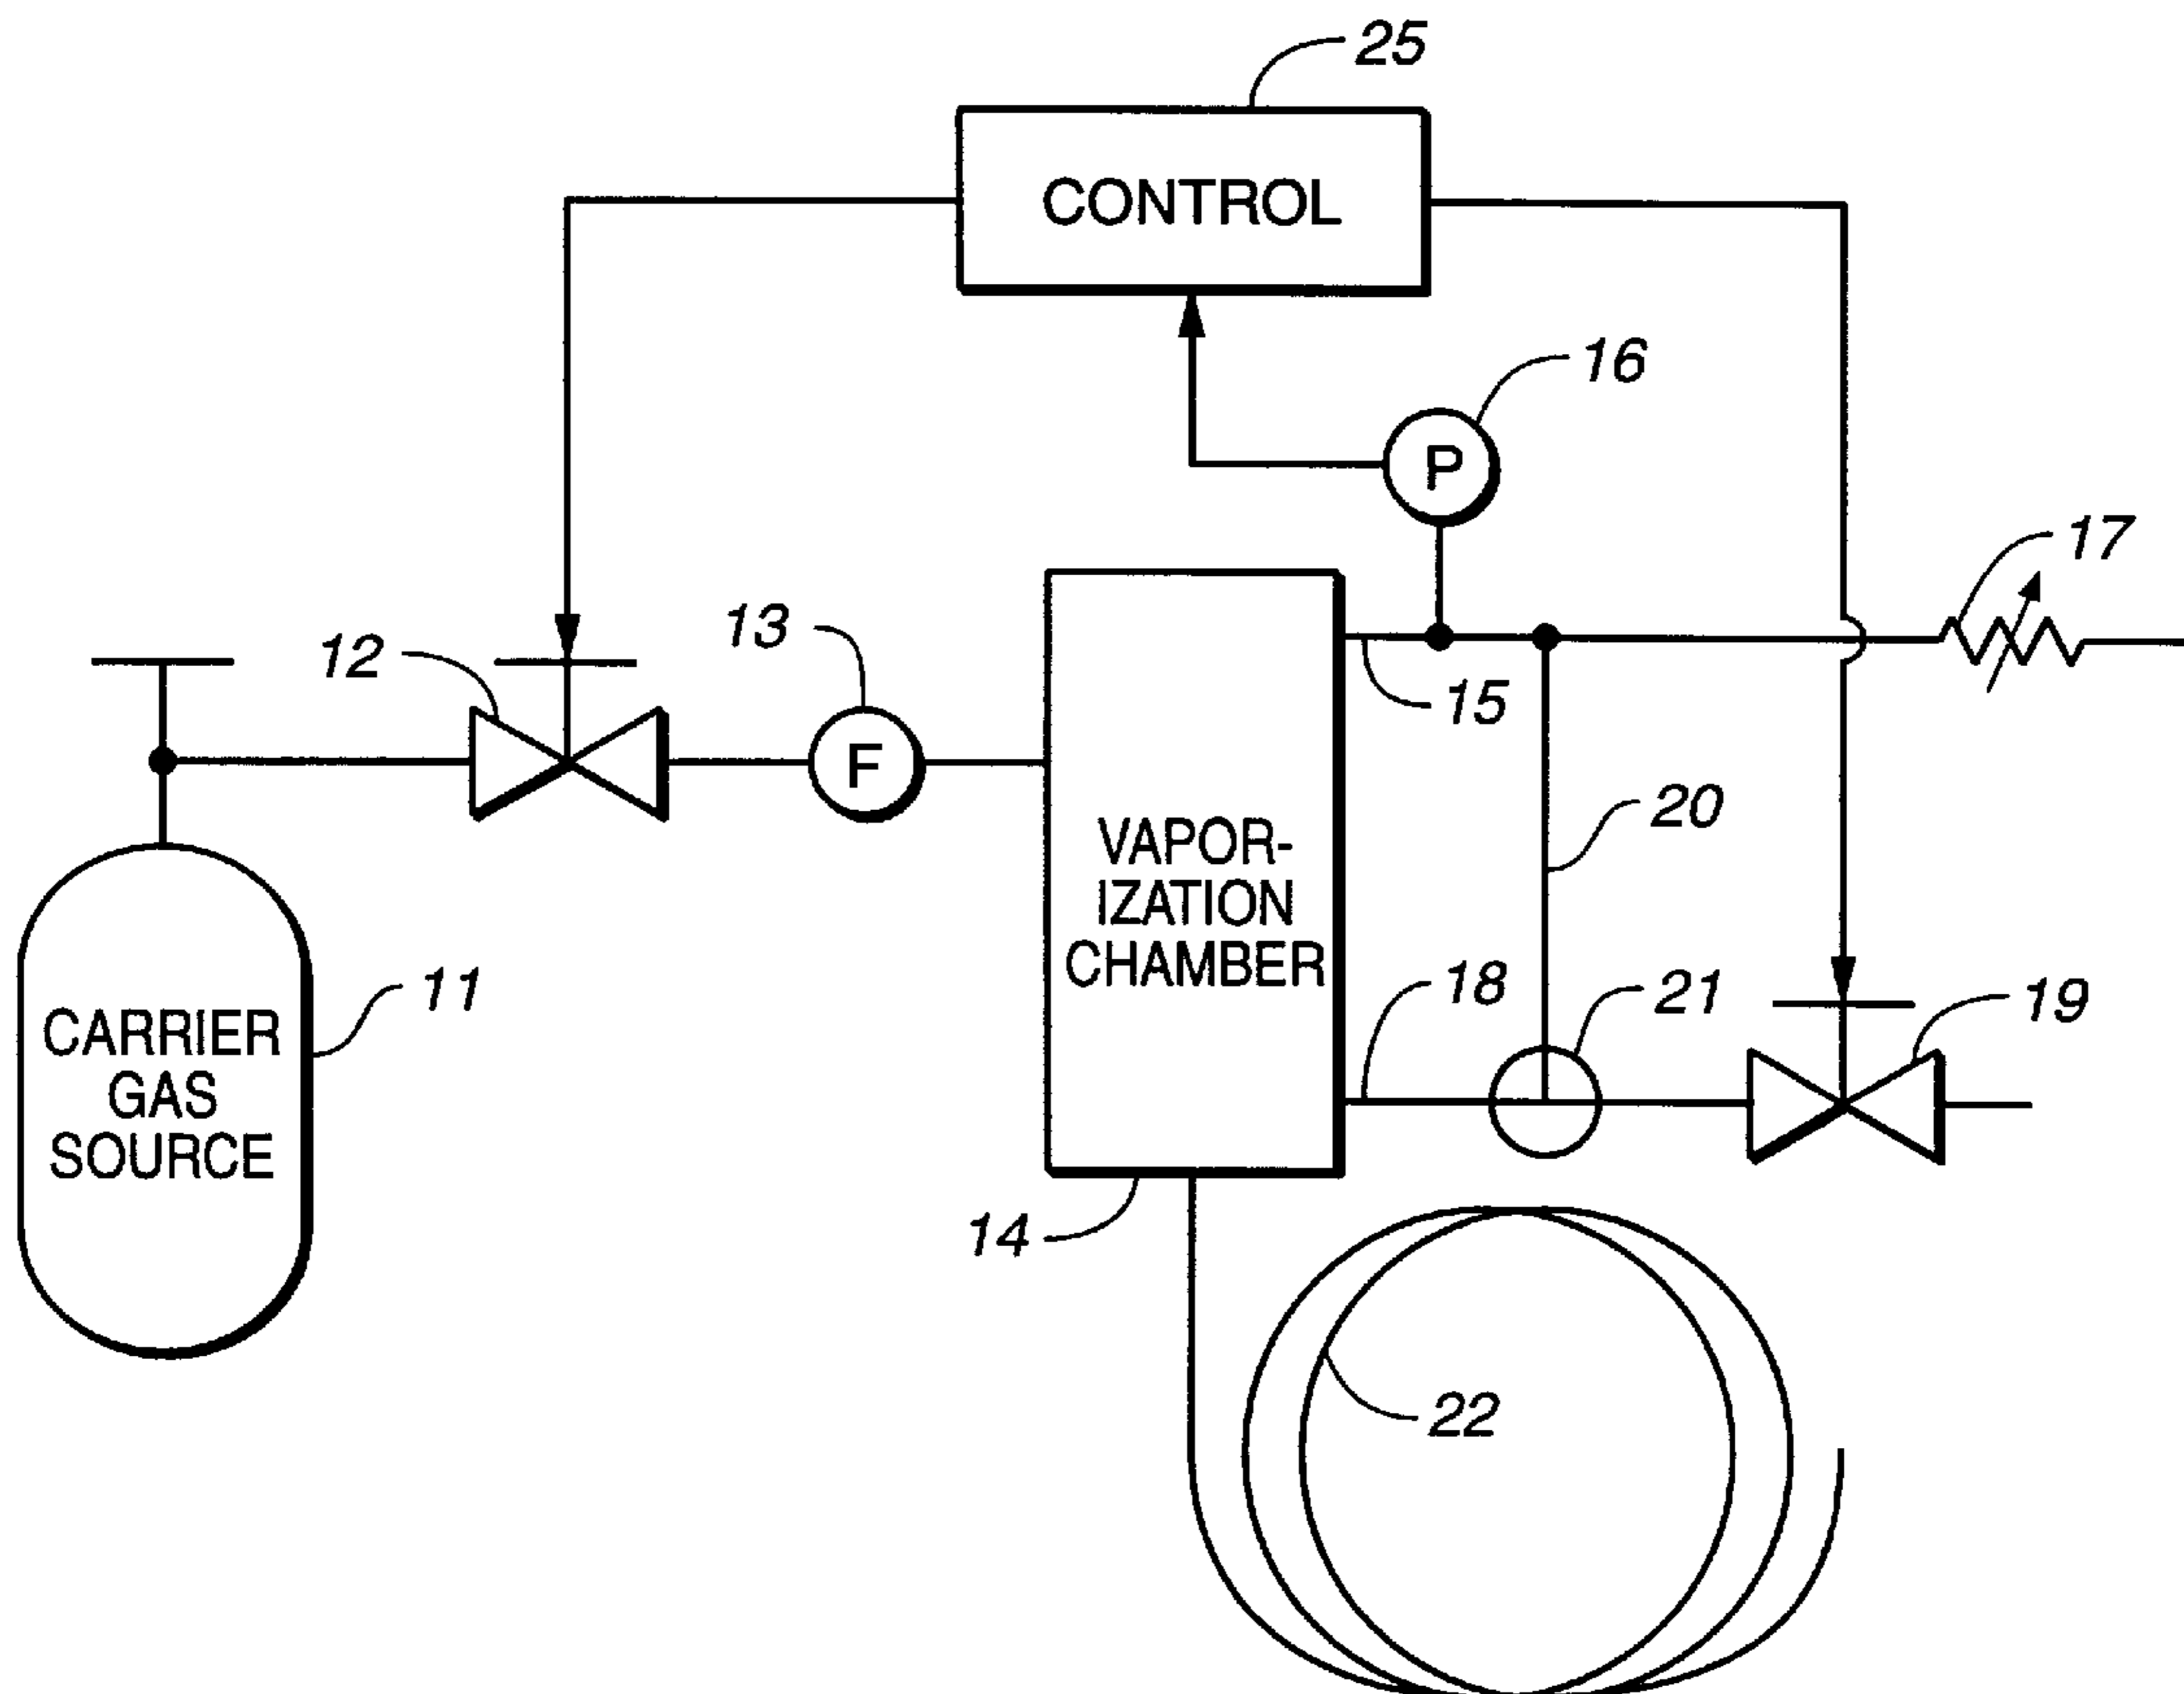 25
CONTROL
16
P
17
12
13
F
15
20
VAPOR-
IZATION
CHAMBER
11
18
21
19
CARRIER
GAS
SOURCE
14
22